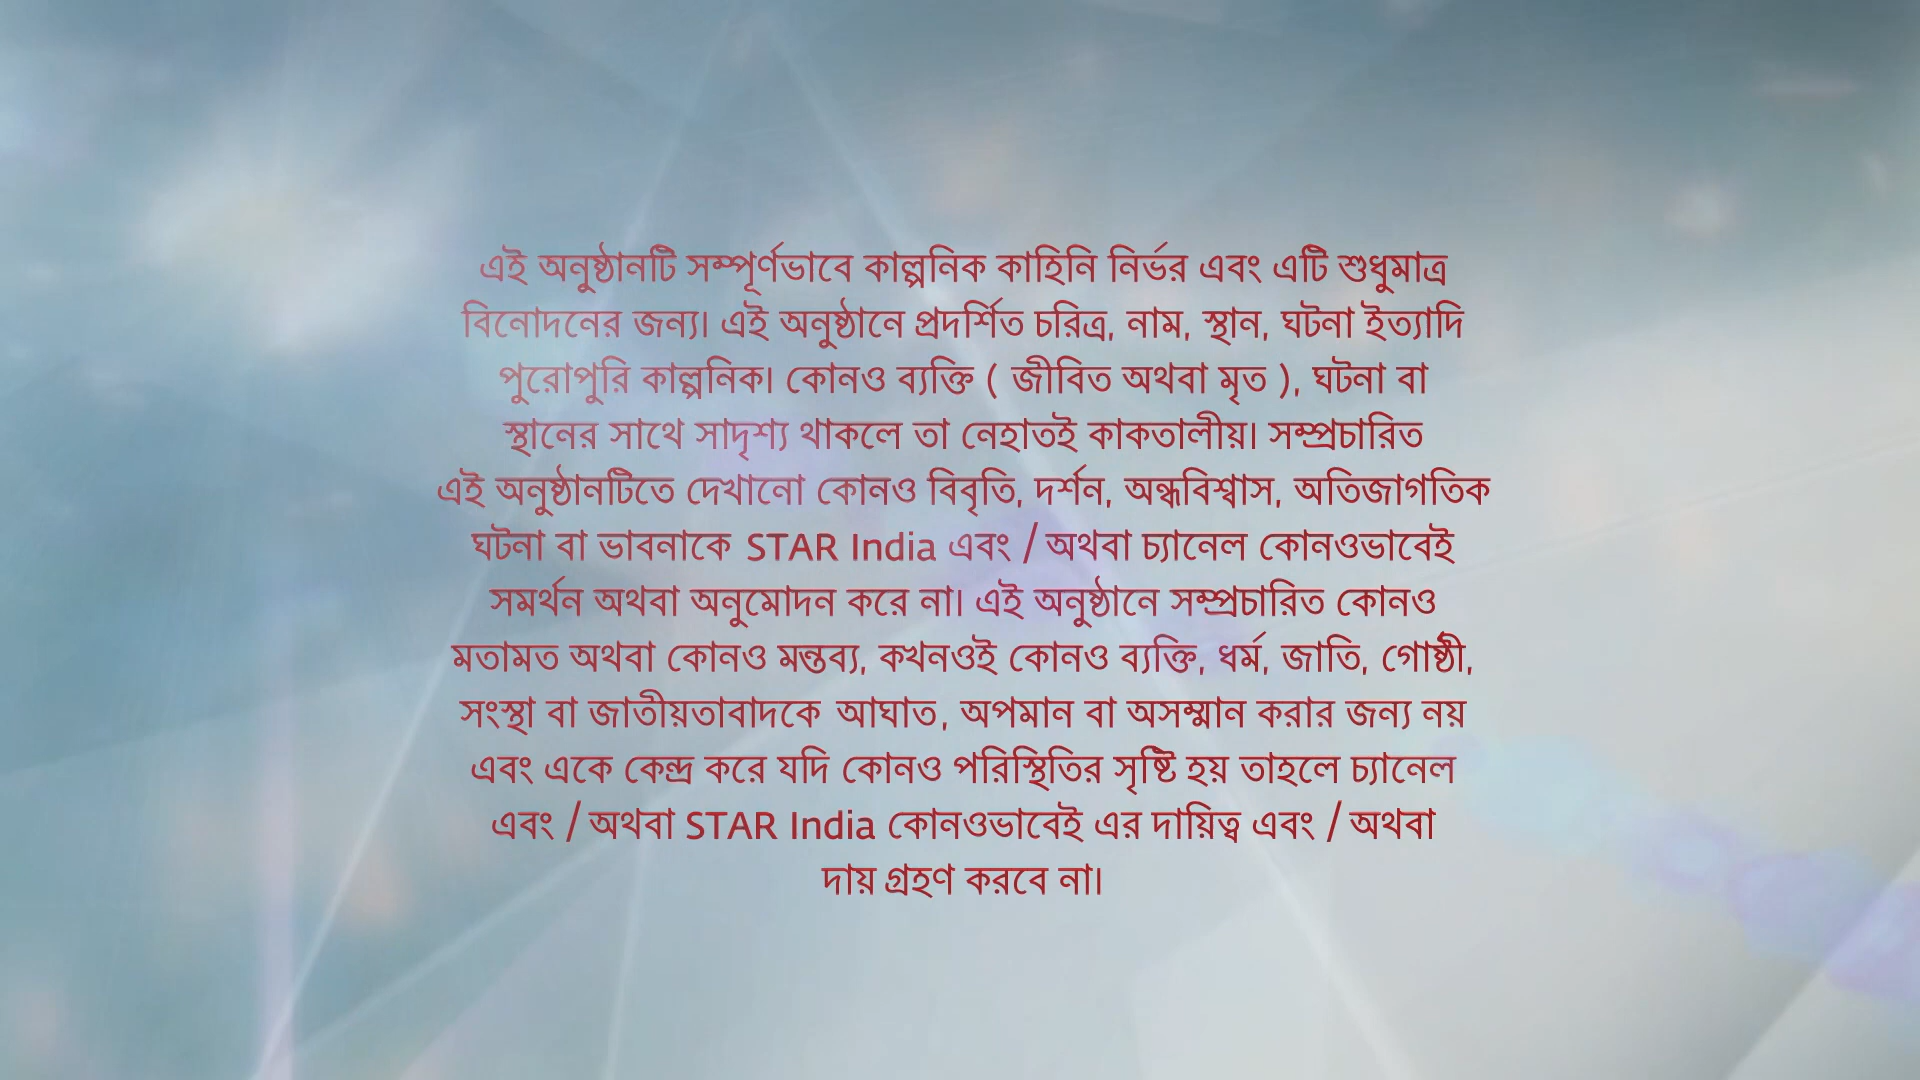 এই অনুষ্ঠানটি সম্পূর্ণভাবে কাল্পনিক কাহিনি নির্ভর এবং এটি শুধুমাত্র
বিনোদনের জন্য। এই অনুষ্ঠানে প্রদর্শিত চরিত্র, নাম, স্থান, ঘটনা ইত্যাদি
পুরোপুরি কাল্পনিক। কোনও ব্যক্তি ( জীবিত অথবা মৃত ), ঘটনা বা
স্থানের সাথে সাদৃশ্য থাকলে তা নেহাতই কাকতালীয়। সম্প্রচারিত
এই অনুষ্ঠানটিতে দেখানো কোনও বিবৃতি, দর্শন, অন্ধবিশ্বাস, অতিজাগতিক
ঘটনা বা ভাবনাকে STAR India এবং / অথবা চ্যানেল কোনওভাবেই
সমর্থন অথবা অনুমোদন করে না। এই অনুষ্ঠানে সম্প্রচারিত কোনও
মতামত অথবা কোনও মন্তব্য, কখনওই কোনও ব্যক্তি, ধর্ম, জাতি, গোষ্ঠী,
সংস্থা বা জাতীয়তাবাদকে আঘাত, অপমান বা অসম্মান করার জন্য নয়
এবং একে কেন্দ্র করে যদি কোনও পরিস্থিতির সৃষ্টি হয় তাহলে চ্যানেল
এবং / অথবা STAR India কোনওভাবেই এর দায়িত্ব এবং / অথবা
দায় গ্রহণ করবে না।